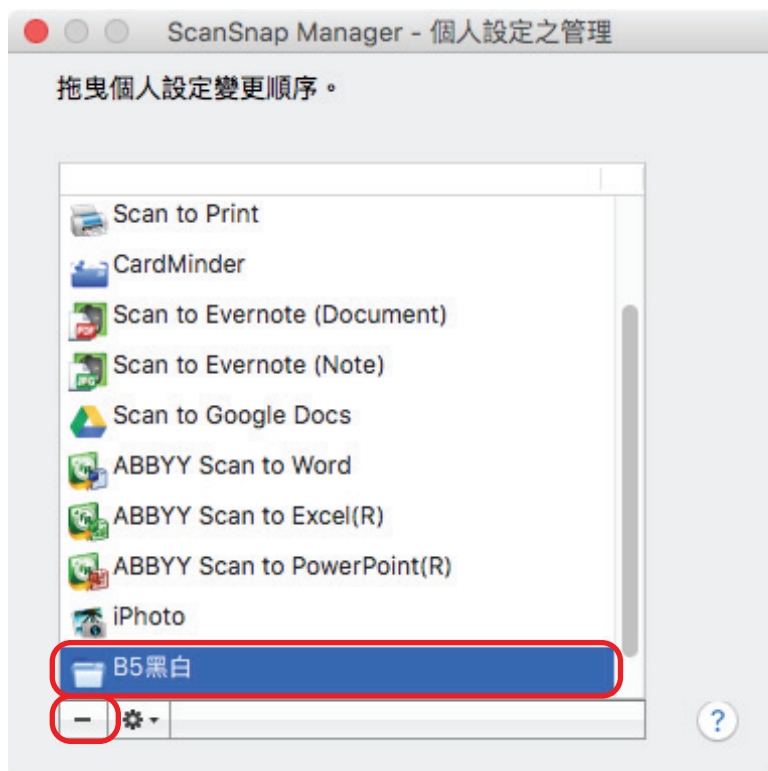 ScanSnap Manager - 個人設定之管理
拖曳個人設定變更順序。
Scan to Print
CardMinder
Scan to Evernote (Document)
Scan to Evernote (Note)
Scan to Google Docs
ABBYY Scan to Word
ABBYY Scan to Excel(R)
ABBYY Scan to PowerPoint(R)
iPhoto
B5黑白
?